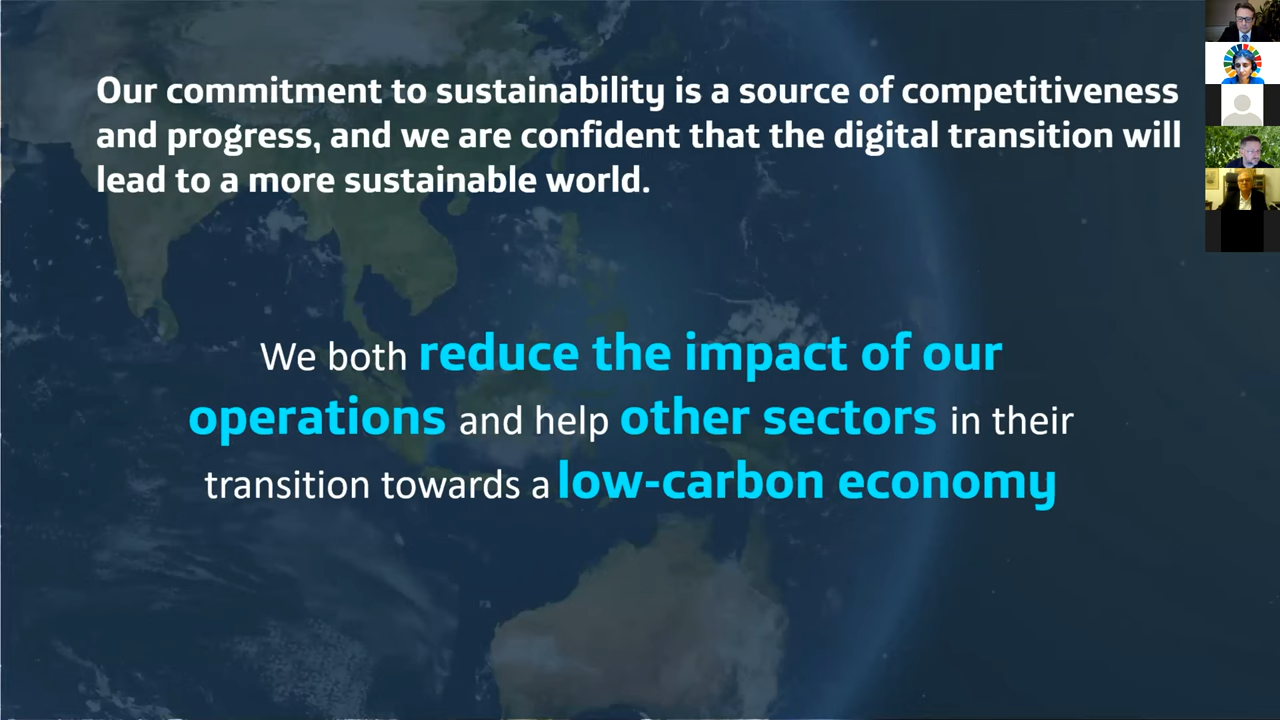 Our commitment to sustainability is a source of competitiveness
and progress, and we are confident that the digital transition will
lead to a more sustainable world.
We both reduce the impact of our
operations and help other sectors in their
transition towards a low-carbon economy